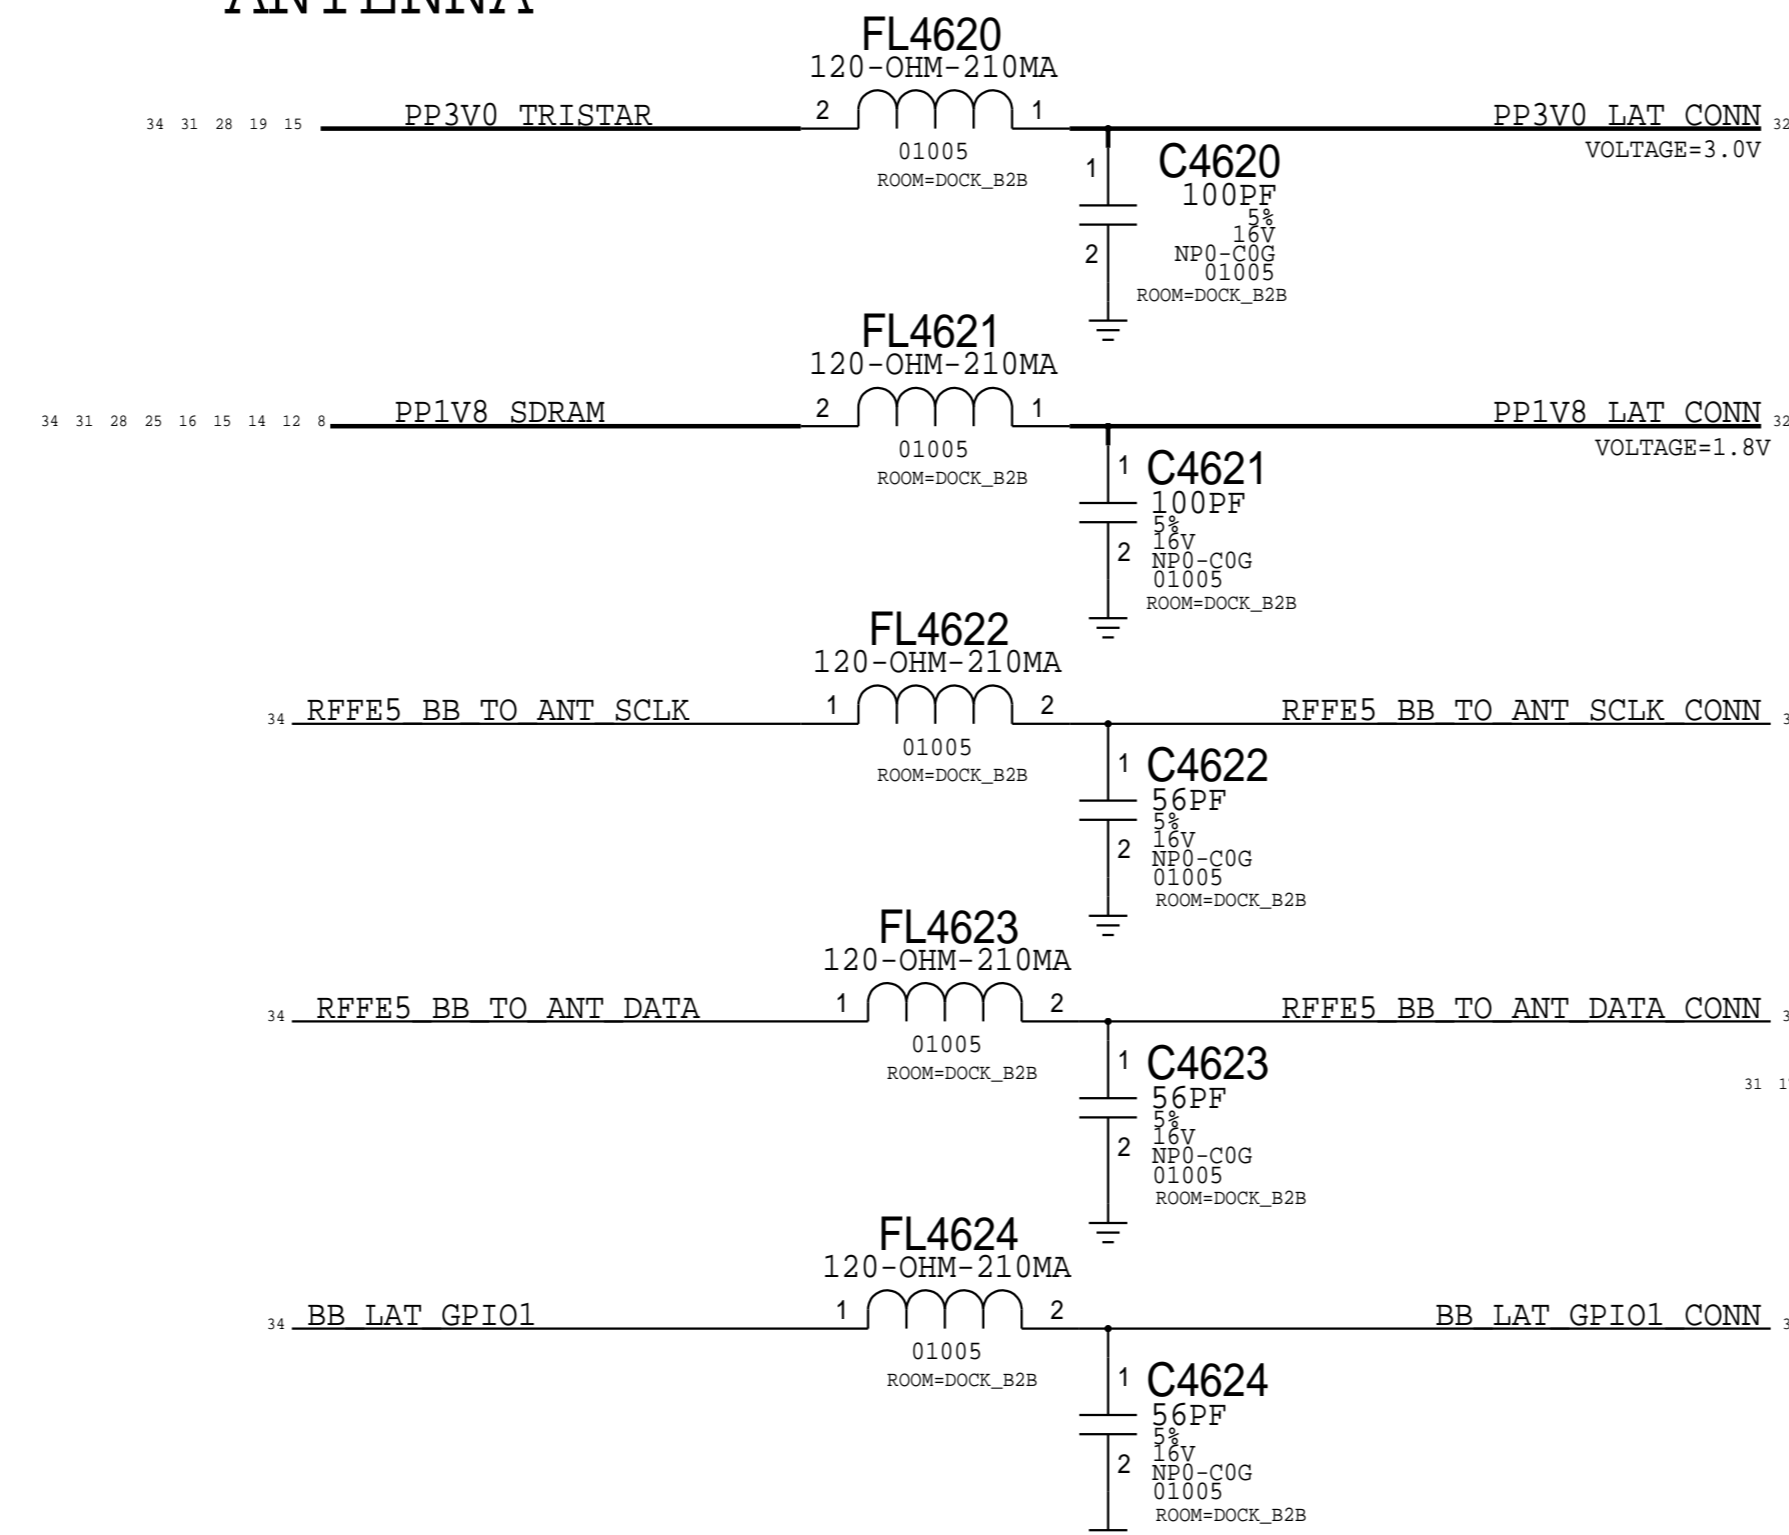 ANTENNA
FL4620
120-OHM-210MA
34 31 28 19 15
PP3V0_TRISTAR
2
1
PP3V0_LAT_CONN
32
VOLTAGE=3.0V
01005
ROOM=DOCK_B2B
1
C4620
100PF
5%
16V
2
NP0-C0G
01005
ROOM=DOCK_B2B
FL4621
120-OHM-210MA
34 31 28 25 16 15 14 12 8
PP1V8_SDRAM
2
1
PP1V8_LAT_CONN
32
VOLTAGE=1.8V
01005
ROOM=DOCK_B2B
1
C4621
100PF
5%
16V
2
NP0-C0G
01005
ROOM=DOCK_B2B
FL4622
120-OHM-210MA
34
RFFE5_BB_TO_ANT_SCLK
1
2
RFFE5_BB_TO_ANT_SCLK_CONN
01005
ROOM=DOCK_B2B
1
C4622
56PF
5%
16V
2
NP0-C0G
01005
ROOM=DOCK_B2B
FL4623
120-OHM-210MA
34
RFFE5_BB_TO_ANT_DATA
1
2
RFFE5_BB_TO_ANT_DATA_CONN
01005
ROOM=DOCK_B2B
1
C4623
31
56PF
5%
16V
2
NP0-C0G
01005
ROOM=DOCK_B2B
FL4624
120-OHM-210MA
34
BB_LAT_GPIO1
1
2
BB_LAT_GPIO1_CONN
01005
ROOM=DOCK_B2B
1
C4624
56PF
5%
16V
2
NP0-C0G
01005
ROOM=DOCK_B2B